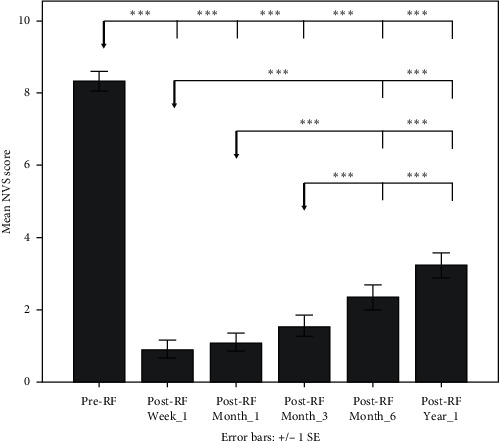 10
*** *** *** *** ***
8
*** ***
*** ***
6
*** ***
4
2
0
Mean NVS score
Pre-RF
Post-RF
Week_1
Post-RF
Month_1
Post-RF
Month_3
Post-RF
Month_6
Post-RF
Year_1
Error bars: +/– 1 SE